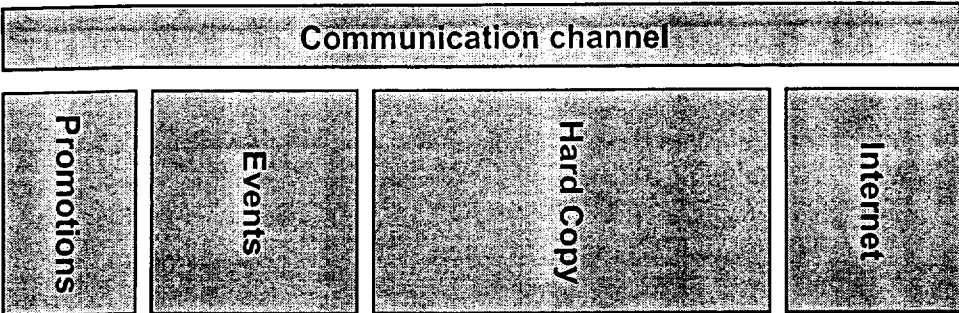 Communication channel
Promotions
Events
Hard Copy
Internet